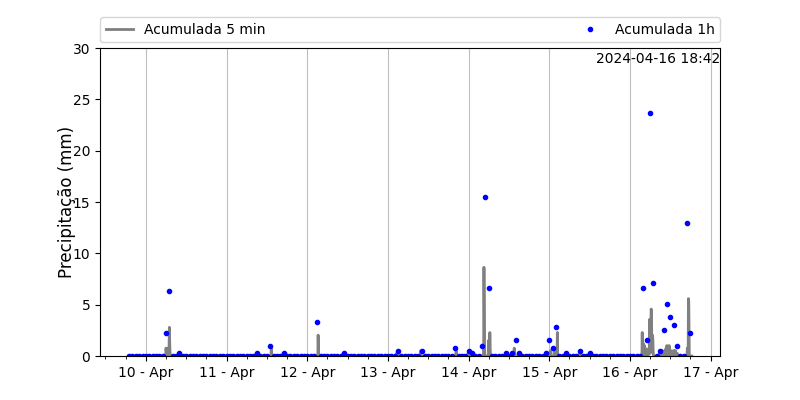 Acumulada 5 min Acumulada 1h
2024-04-16 18:42
Precipitação (mm)
30
25
20
15
10
5
0
10 - Apr 11 - Apr 12 - Apr 13 - Apr 14 - Apr 15 - Apr 16 - Apr 17 - Apr